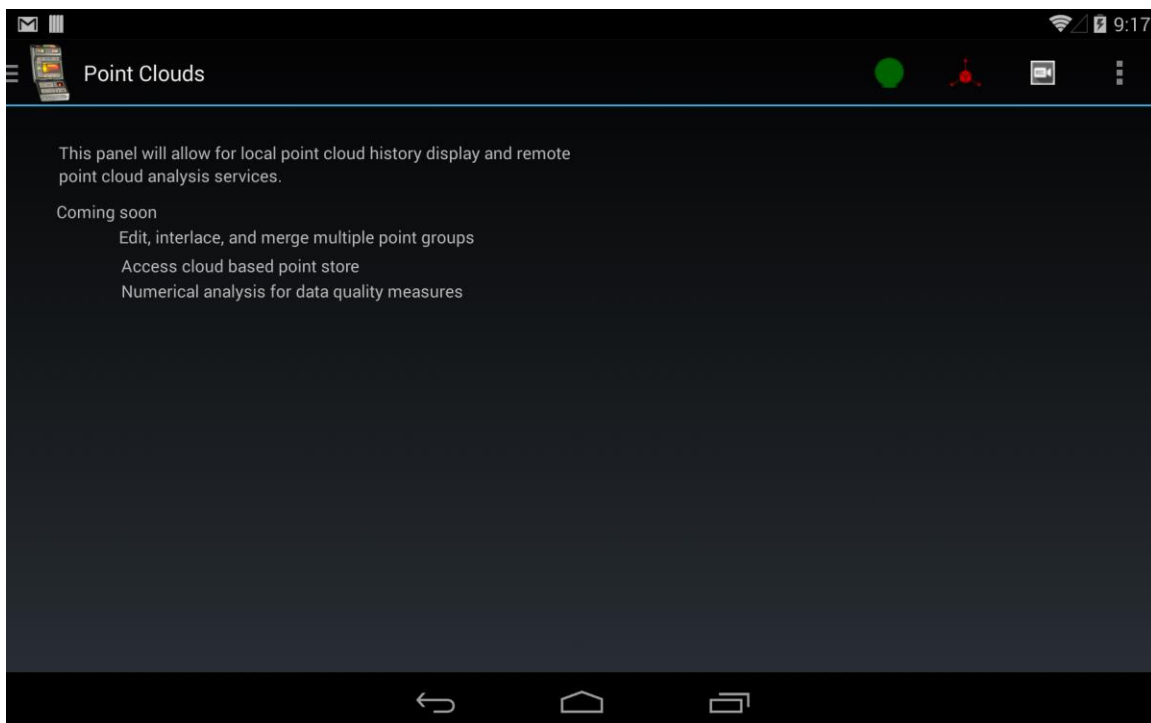 9:17
Point Clouds
This panel will allow for local point cloud history display and remote
point cloud analysis services.
Coming soon
Edit, interlace, and merge multiple point groups
Access cloud based point store
Numerical analysis for data quality measures